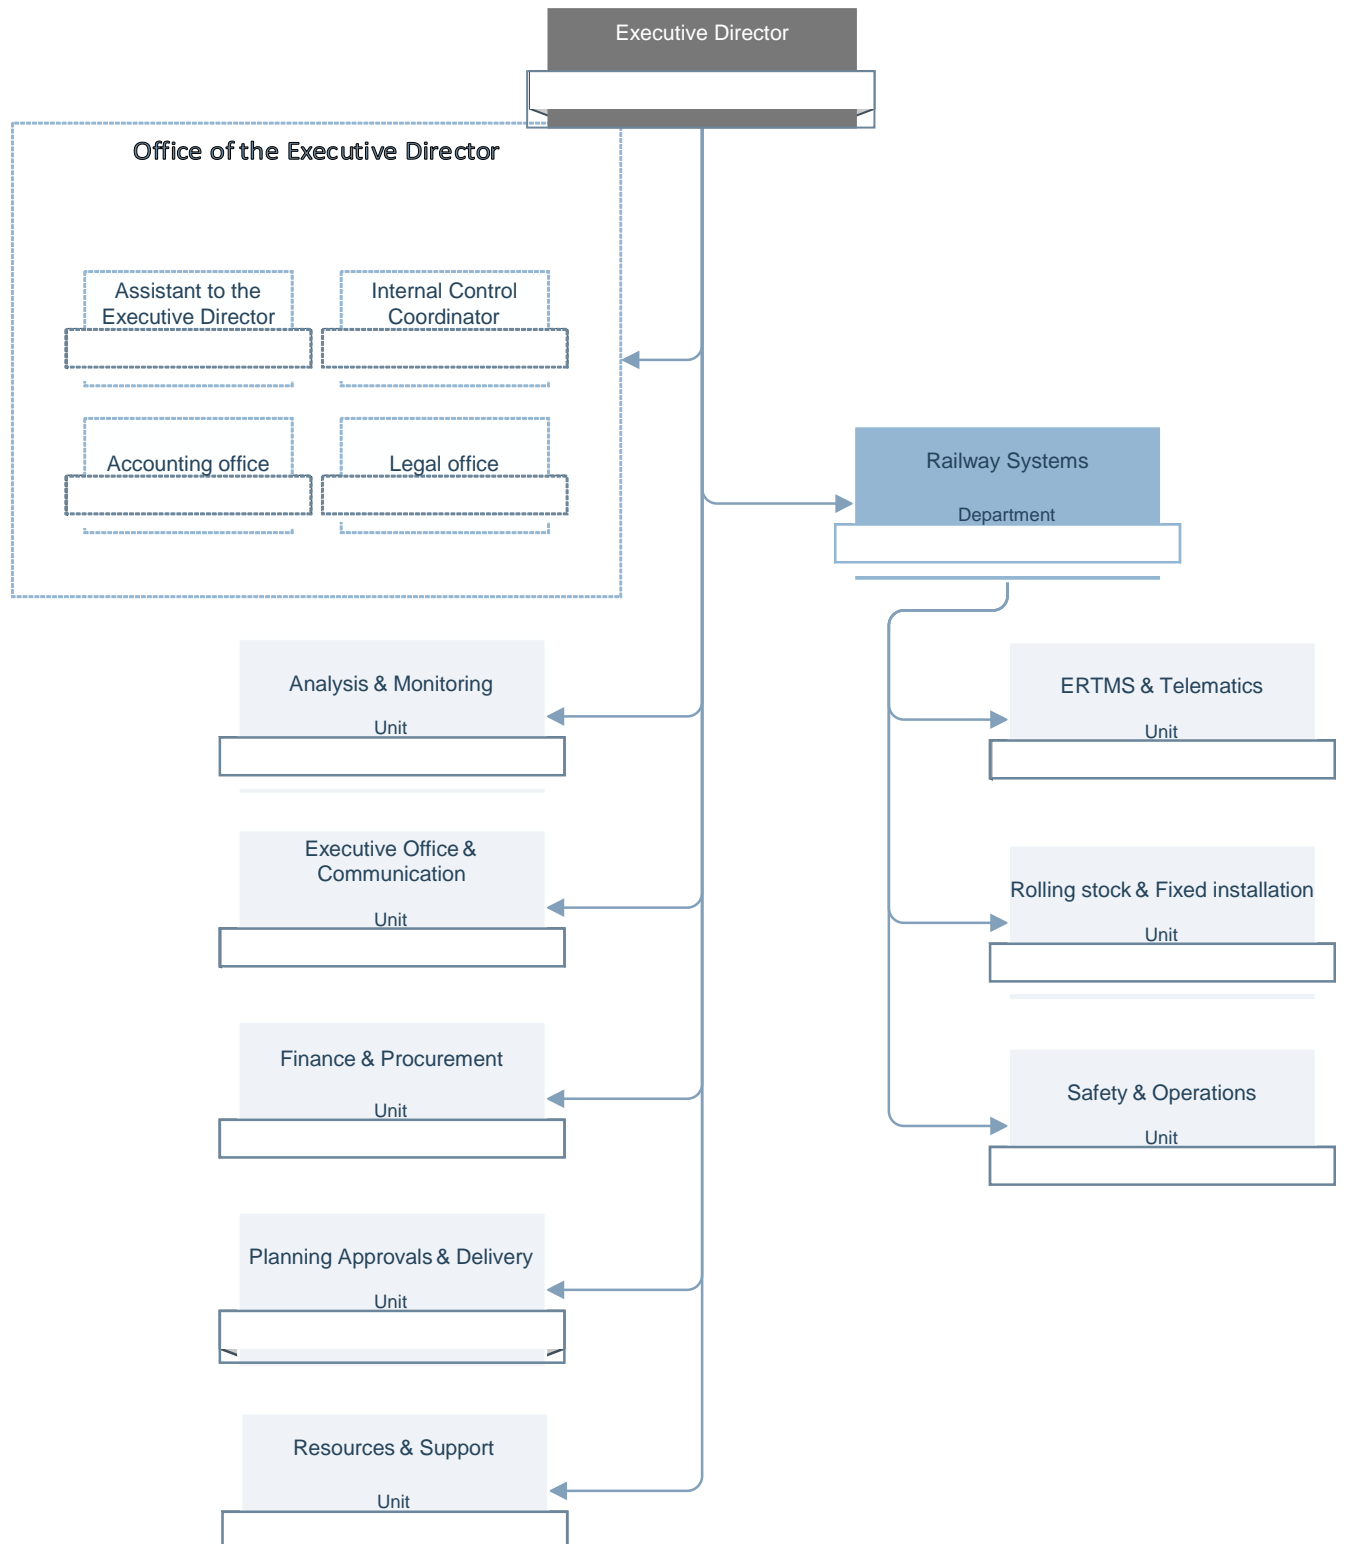 Executive Director
Office of the Executive Director
Assistant to the
Executive Director
Internal Control
Coordinator
Accounting office
Legal office
Railway Systems
Department
Analysis & Monitoring
Unit
ERTMS & Telematics
Unit
Executive Office &
Communication
Unit
Rolling stock & Fixed installation
Unit
Finance & Procurement
Unit
Safety & Operations
Unit
Planning Approvals & Delivery
Unit
Resources & Support
Unit